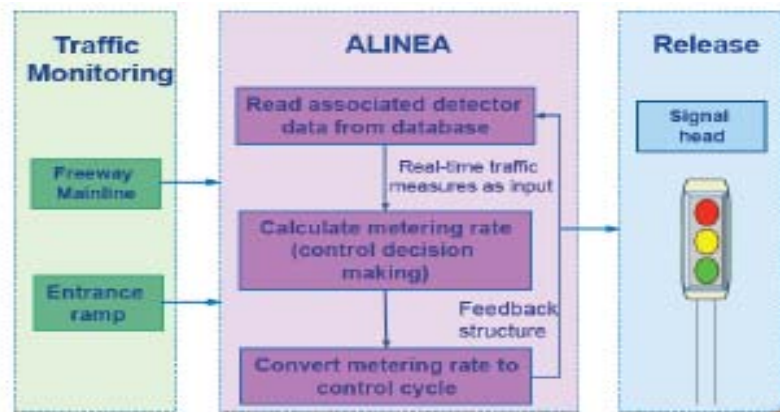 Traffic
Monitoring
Freeway
Mainline
Entrance
ramp
ALINEA
Read associated detector
data from database
Real-time traffic
measures as input
Calculate metering rate
(control decision
making)
Feedback
structure
Convert metering rate to
control cycle
Release
Signal
head